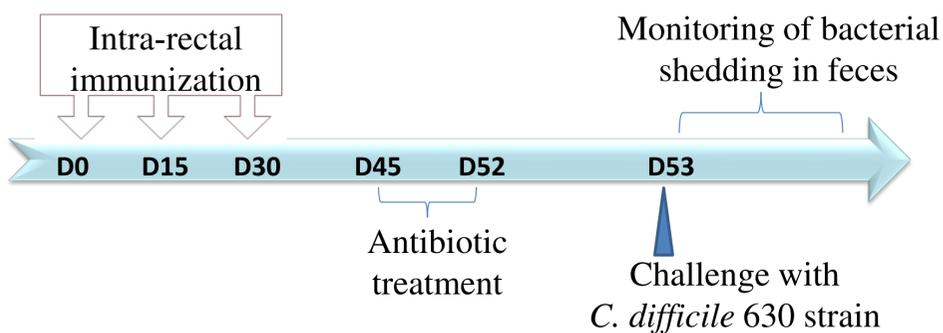 Intra-rectal
immunization
Monitoring of bacterial
shedding in feces
D0 D15 D30 D45 D52 D53
Antibiotic
treatment
Challenge with
C. difficile 630 strain